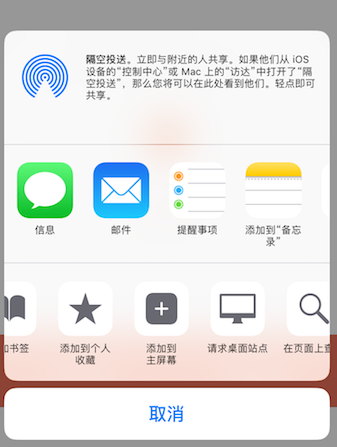 隔空投送。立即与附近的人共享。如果他们从 iOS
设备的“控制中心”或 Mac 上的“访达”中打开了“隔
空投送”，那么您将可以在此处看到他们。轻点即可
共享。
信息
邮件
提醒事项
添加到“备忘
录”
加书签
添加到个人
收藏
添加到
主屏幕
请求桌面站点
在页面上查
取消